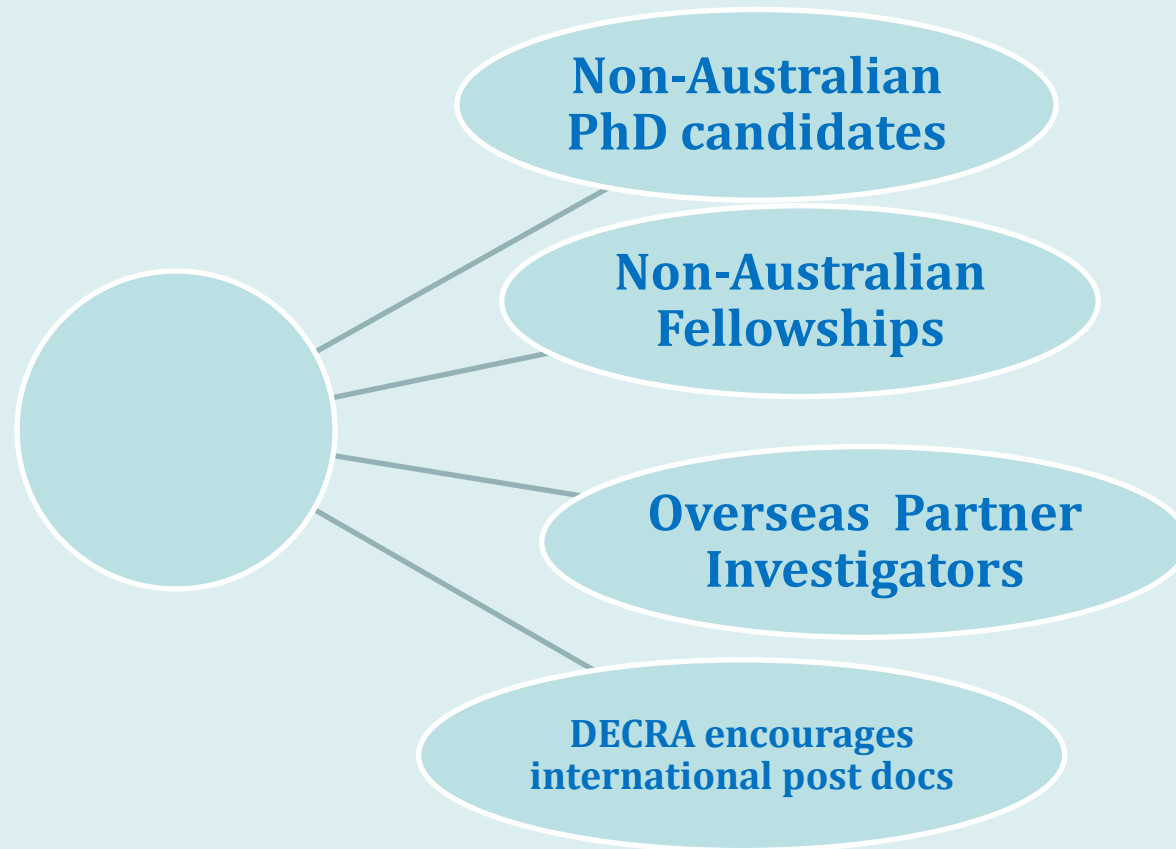 Non-Australian
PhD candidates
Non-Australian
Fellowships
Overseas  Partner
Investigators
DECRA encourages
international post docs